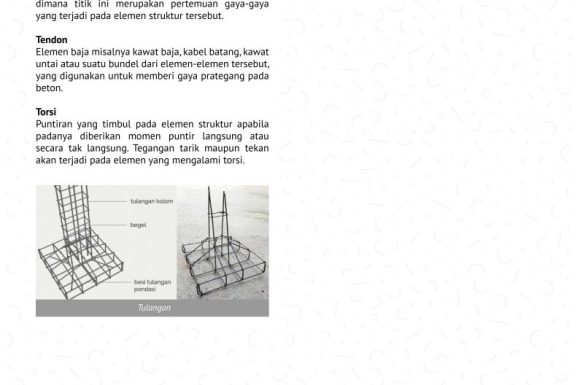 dimana titik ini merupakan pertemuan gaya-gaya
yang terjadi pada elemen struktur tersebut.
Tendon
Elemen baja misalnya kawat baja, kabel batang, kawat
untai atau suatu bundel dari elemen-elemen tersebut,
yang digunakan untuk memberi gaya prategang pada
beton.
Torsi
Puntiran yang timbul pada elemen struktur apabila
padanya diberikan momen puntir langsung atau
secara tak langsung. Tegangan tarik maupun tekan
akan terjadi pada elemen yang mengalami torsi.
tulangan kolom
begel
besi tulangan
pondasi
Tulangan